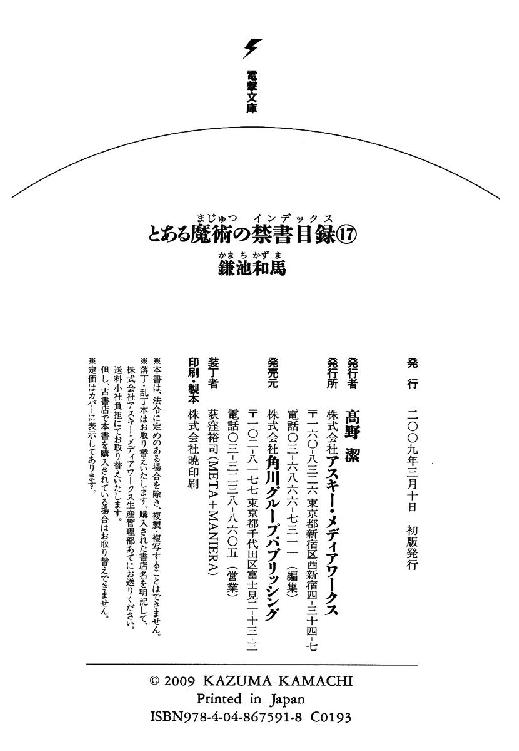 電撃文庫
とある魔術の禁書目録⑰
まじゅつ インデックス
鎌池和馬
かま ち かず ま
発行 二〇〇九年三月十日 初版発行
発行者 髙野 潔
発行所 株式会社アスキー・メディアワークス
〒一六〇-八三二六 東京都新宿区西新宿四-三十四-七
電話〇三-六八六六-七三一一（編集）
発売元 株式会社角川グループパブリッシング
〒一〇二-八一七七 東京都千代田区富士見二-十三-三
電話〇三-三二三八-八六〇五（営業）
装丁者 荻窪裕司(META+MANIERA)
印刷・製本 株式会社暁印刷
※本書は、法令に定めのある場合を除き、複製・複写することはできません。
※落丁・乱丁本はお取り替えいたします。購入された書店名を明記して、
株式会社アスキー・メディアワークス生産管理部あてにお送りください。
送料小社負担にてお取り替えいたします。
但し、古書店で本書を購入されている場合はお取り替えできません。
※定価はカバーに表示してあります。
© 2009 KAZUMA KAMACHI
Printed in Japan
ISBN978-4-04-867591-8 C0193